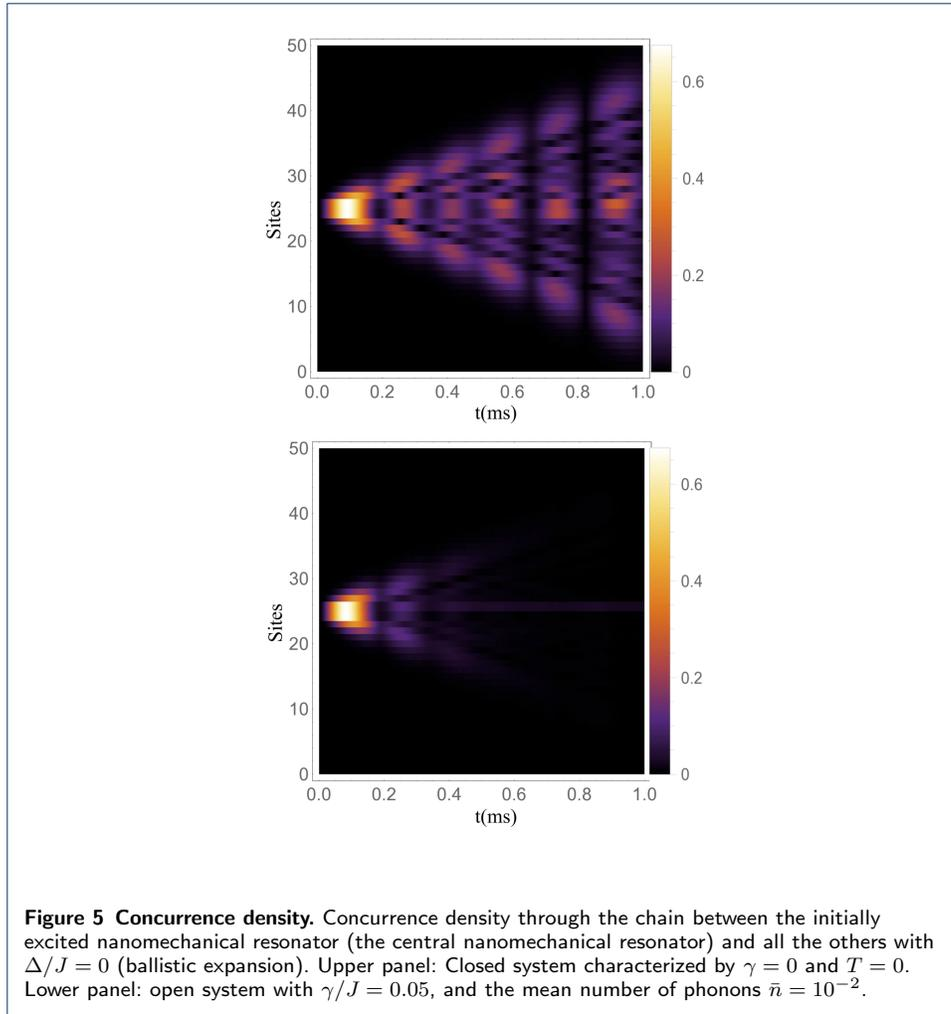 50
40
30
20
10
0
Sites
0.0 0.2 0.4 0.6 0.8 1.0
t(ms)
0.6
0.4
0.2
0
50
40
30
20
10
0
Sites
0.0 0.2 0.4 0.6 0.8 1.0
t(ms)
0.6
0.4
0.2
0
Figure 5 Concurrence density. Concurrence density through the chain between the initially
excited nanomechanical resonator (the central nanomechanical resonator) and all the others with
Δ/J = 0 (ballistic expansion). Upper panel: Closed system characterized by γ = 0 and T = 0.
Lower panel: open system with γ/J = 0.05, and the mean number of phonons n̄ = 10⁻².